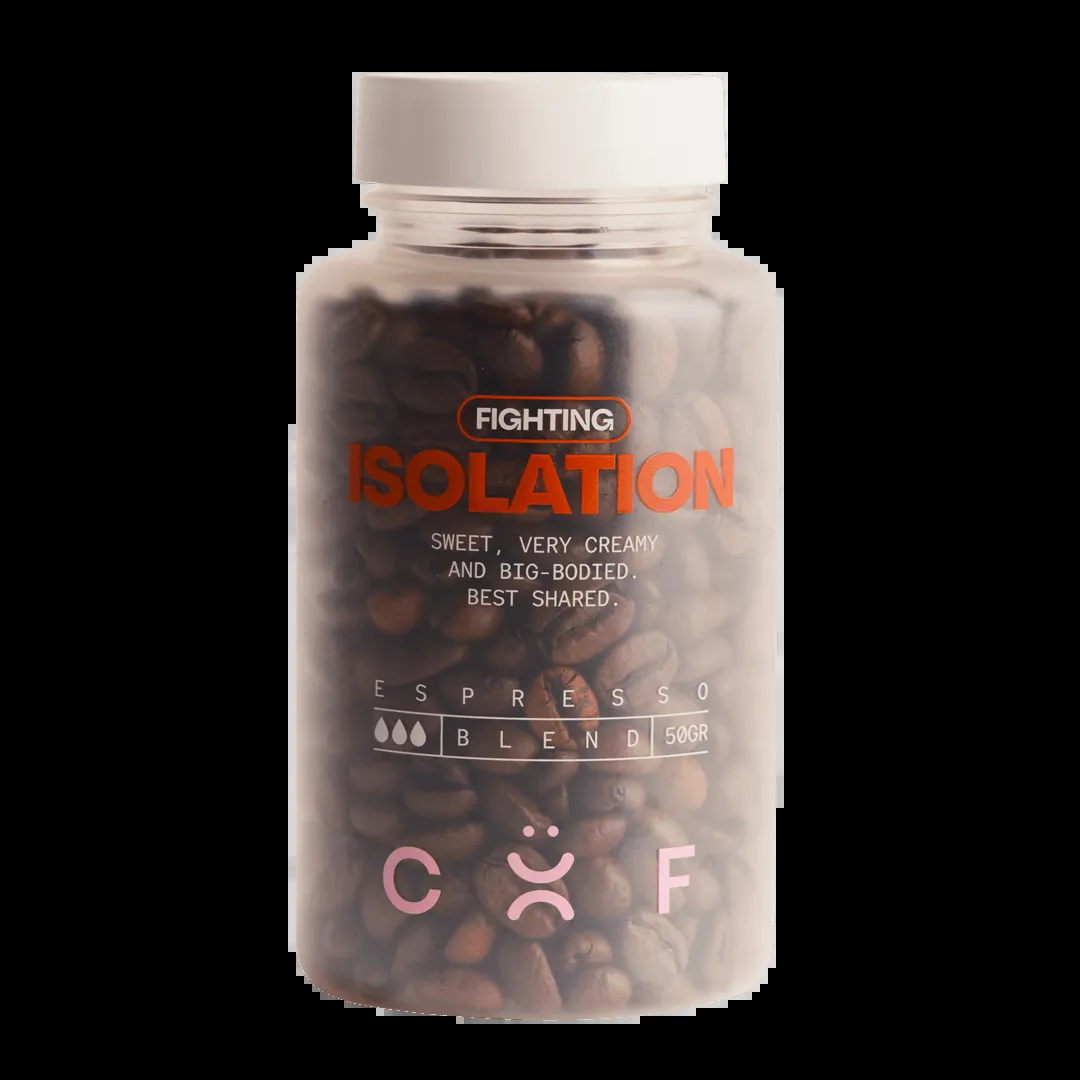 FIGHTING
ISOLATION
SWEET, VERY CREAMY
AND BIG-BODIED.
BEST SHARED.
ESPRESSO
BLEND 50GR
C F